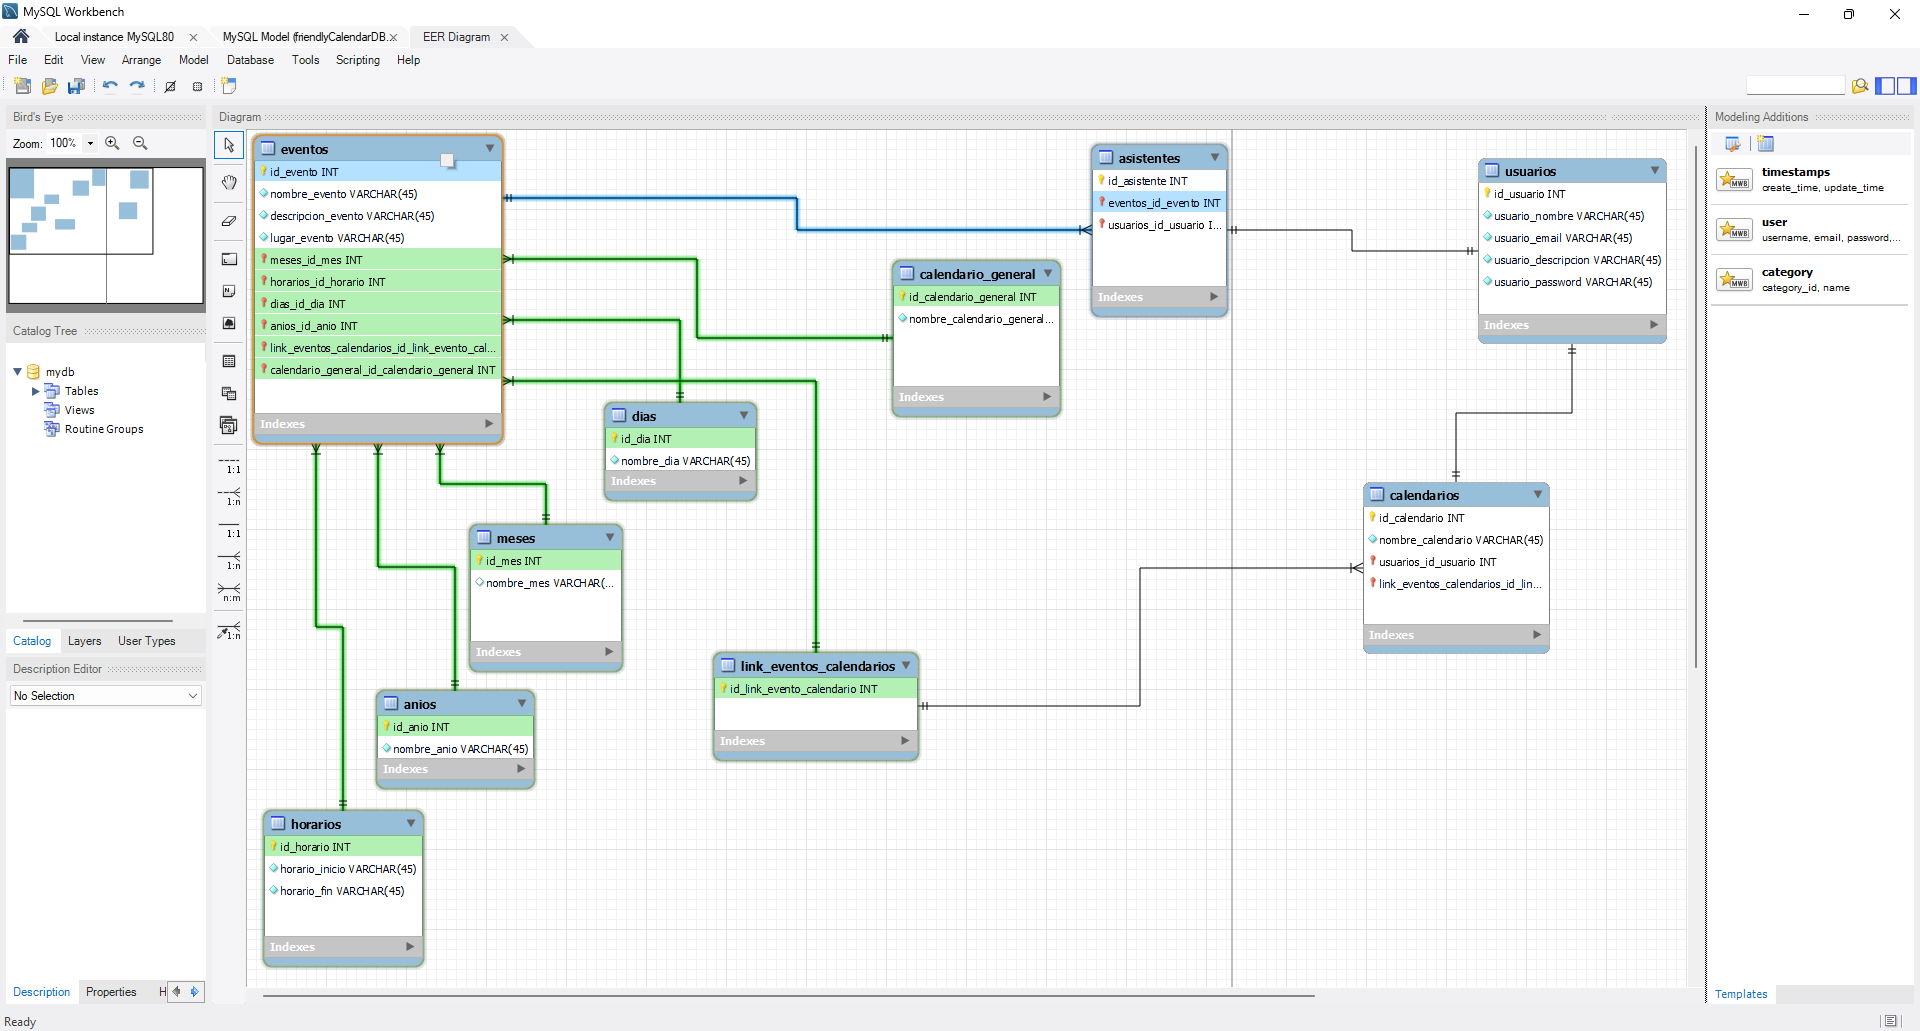 MySQL Workbench
Local instance MySQL80
MySQL Model (friendlyCalendarDB.
EER Diagram
File Edit View Arrange Model Database Tools Scripting Help
Bird's Eye
Zoom: 100%
Catalog Tree
mydb
Tables
Views
Routine Groups
Catalog Layers User Types
Description Editor
No Selection
Description Properties H
Ready
Diagram
1:1
1:n
1:1
1:n
n:m
1:n
eventos
id_evento INT
nombre_evento VARCHAR(45)
descripcion_evento VARCHAR(45)
lugar_evento VARCHAR(45)
meses_id_mes INT
horarios_id_horario INT
dias_id_dia INT
anios_id_anio INT
link_eventos_calendarios_id_link_evento_cal...
calendario_general_id_calendario_general INT
Indexes
asistentes
id_asistente INT
eventos_id_evento INT
usuarios_id_usuario I...
Indexes
usuarios
id_usuario INT
usuario_nombre VARCHAR(45)
usuario_email VARCHAR(45)
usuario_descripcion VARCHAR(45)
usuario_password VARCHAR(45)
Indexes
calendario_general
id_calendario_general INT
nombre_calendario_general...
Indexes
dias
id_dia INT
nombre_dia VARCHAR(45)
Indexes
calendarios
id_calendario INT
nombre_calendario VARCHAR(45)
usuarios_id_usuario INT
link_eventos_calendarios_id_lin...
Indexes
meses
id_mes INT
nombre_mes VARCHAR(...
Indexes
link_eventos_calendarios
id_link_evento_calendario INT
Indexes
anios
id_anio INT
nombre_anio VARCHAR(45)
Indexes
horarios
id_horario INT
horario_inicio VARCHAR(45)
horario_fin VARCHAR(45)
Indexes
Modeling Additions
MWB
timestamps
create_time, update_time
MWB
user
username, email, password,...
MWB
category
category_id, name
Templates